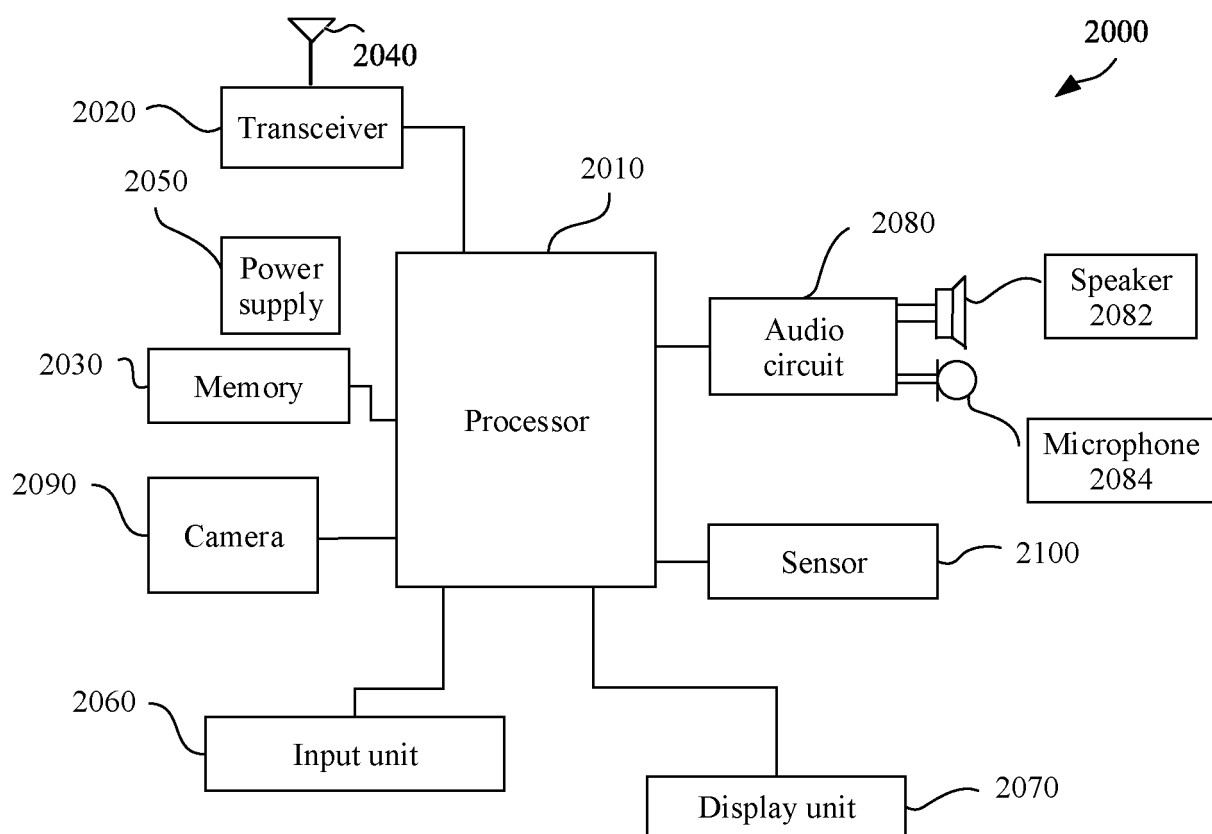 2040
2000
2020
Transceiver
2050
2010
2080
Power
supply
Speaker
2082
Audio
circuit
2030
Memory
Processor
Microphone
2084
2090
Camera
Sensor
2100
2060
Input unit
Display unit
2070